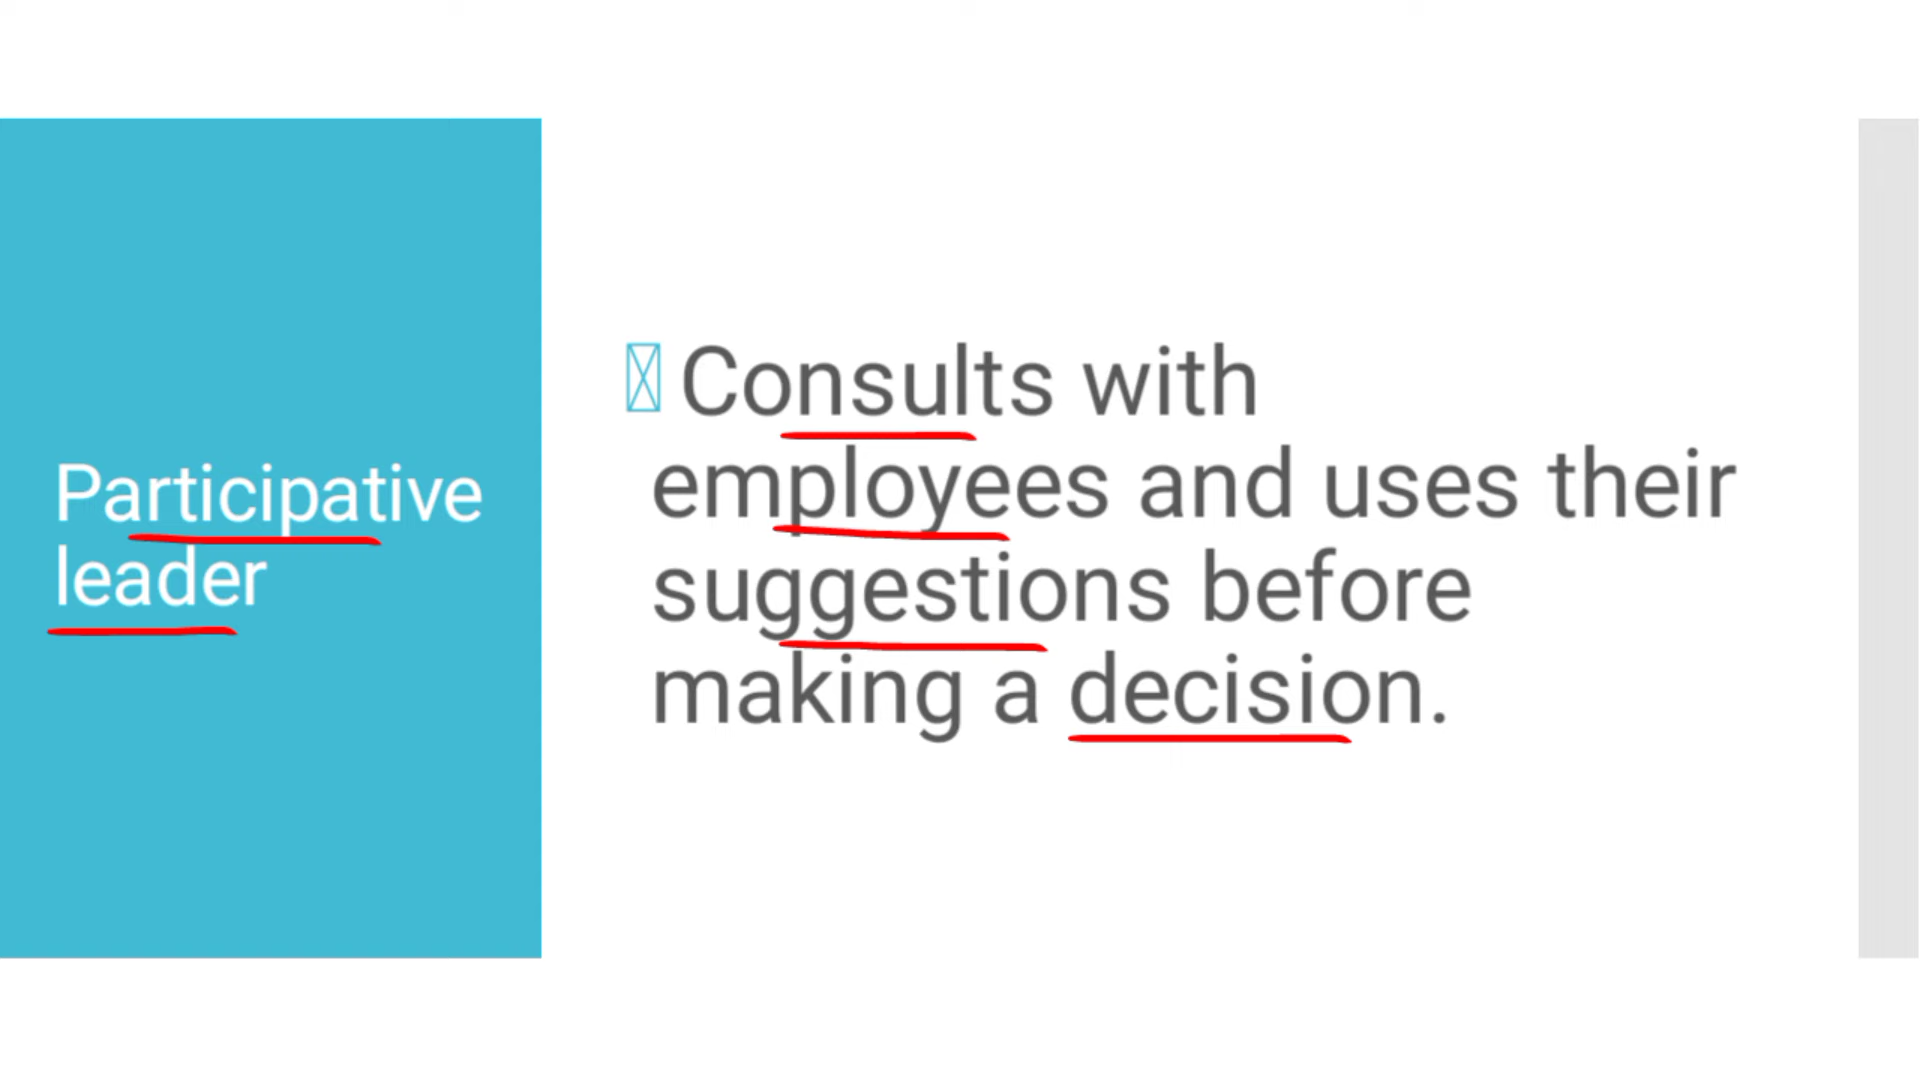 Participative
leader
Consults with
employees and uses their
suggestions before
making a decision.